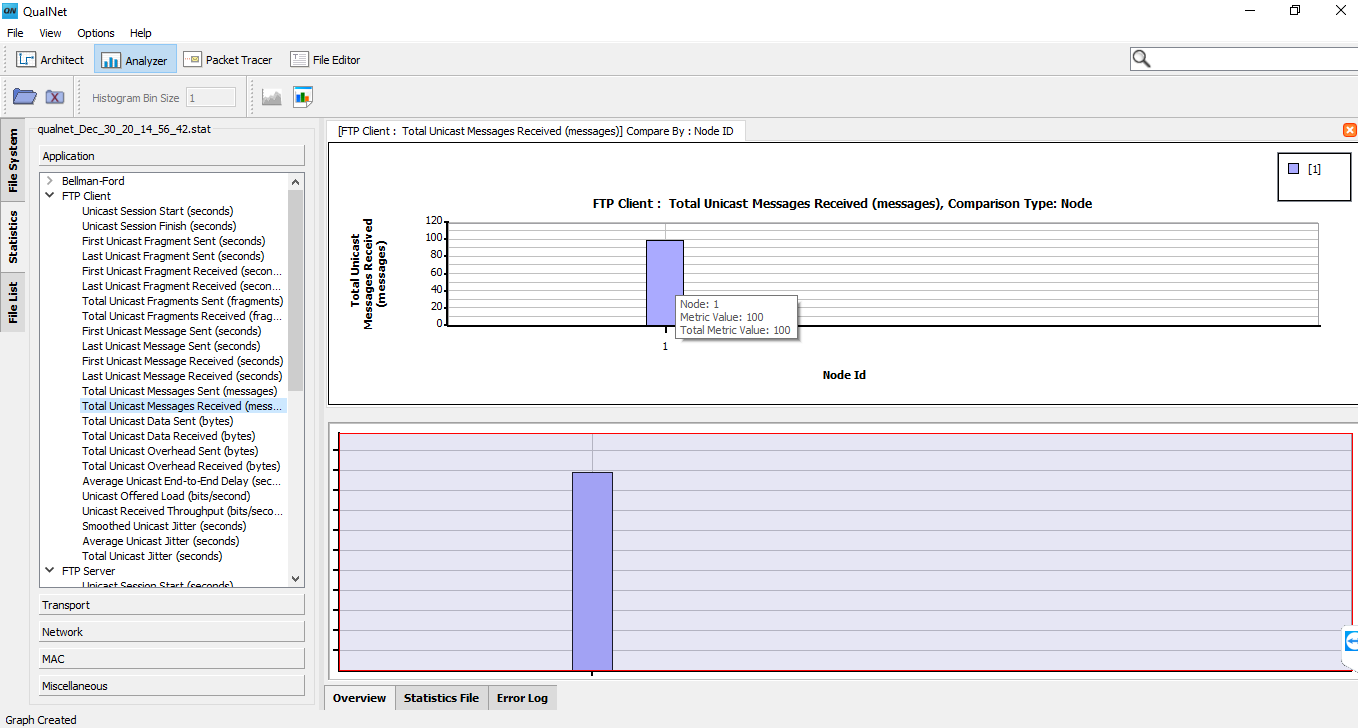 QN QualNet
File View Options Help
Architect Analyzer Packet Tracer File Editor
Histogram Bin Size 1
File System
Statistics
File List
qualnet_Dec_30_20_14_56_42.stat
Application
Bellman-Ford
FTP Client
Unicast Session Start (seconds)
Unicast Session Finish (seconds)
First Unicast Fragment Sent (seconds)
Last Unicast Fragment Sent (seconds)
First Unicast Fragment Received (secon...
Last Unicast Fragment Received (secon...
Total Unicast Fragments Sent (fragments)
Total Unicast Fragments Received (frag...
First Unicast Message Sent (seconds)
Last Unicast Message Sent (seconds)
First Unicast Message Received (seconds)
Last Unicast Message Received (seconds)
Total Unicast Messages Sent (messages)
Total Unicast Messages Received (mess...
Total Unicast Data Sent (bytes)
Total Unicast Data Received (bytes)
Total Unicast Overhead Sent (bytes)
Total Unicast Overhead Received (bytes)
Average Unicast End-to-End Delay (sec...
Unicast Offered Load (bits/second)
Unicast Received Throughput (bits/seco...
Smoothed Unicast Jitter (seconds)
Average Unicast Jitter (seconds)
Total Unicast Jitter (seconds)
FTP Server
Unicast Session Start (seconds)
Transport
Network
MAC
Miscellaneous
[FTP Client : Total Unicast Messages Received (messages)] Compare By : Node ID
[1]
FTP Client : Total Unicast Messages Received (messages), Comparison Type: Node
Total Unicast
Messages Received
(messages)
120
100
80
60
40
20
0
Node: 1
Metric Value: 100
Total Metric Value: 100
1
Node Id
Overview Statistics File Error Log
Graph Created